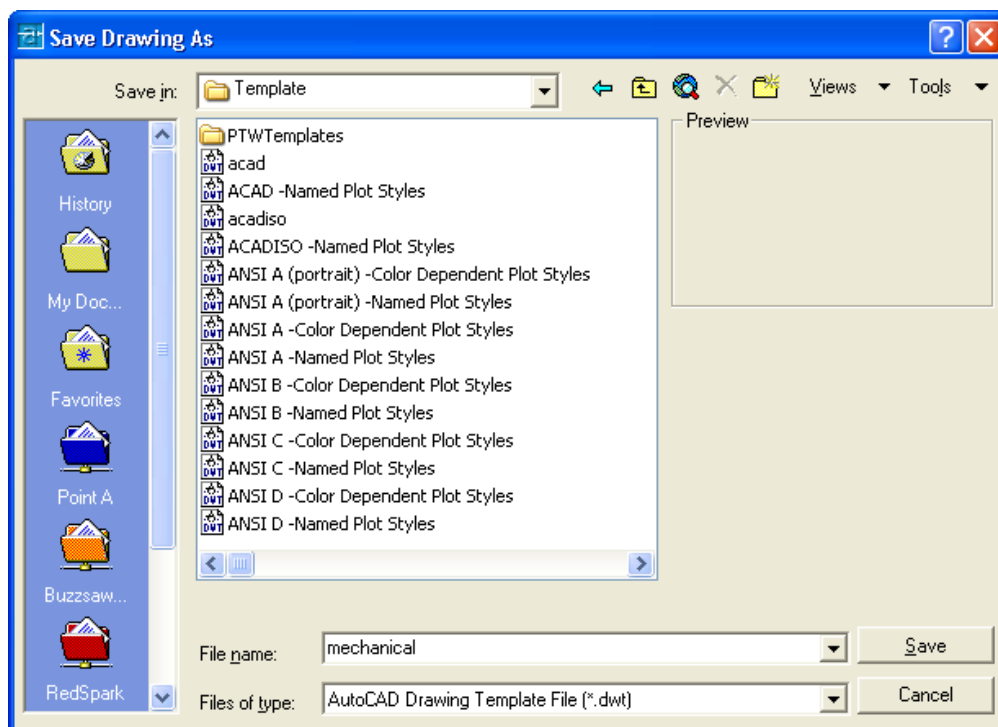 Save Drawing As
Save in:
Template
Views
Tools
History
My Doc...
Favorites
Point A
Buzzsaw...
RedSpark
PTWTemplates
acad
ACAD -Named Plot Styles
acadiso
ACADISO -Named Plot Styles
ANSI A (portrait) -Color Dependent Plot Styles
ANSI A (portrait) -Named Plot Styles
ANSI A -Color Dependent Plot Styles
ANSI A -Named Plot Styles
ANSI B -Color Dependent Plot Styles
ANSI B -Named Plot Styles
ANSI C -Color Dependent Plot Styles
ANSI C -Named Plot Styles
ANSI D -Color Dependent Plot Styles
ANSI D -Named Plot Styles
Preview
File name:
mechanical
Save
Files of type:
AutoCAD Drawing Template File (*.dwt)
Cancel